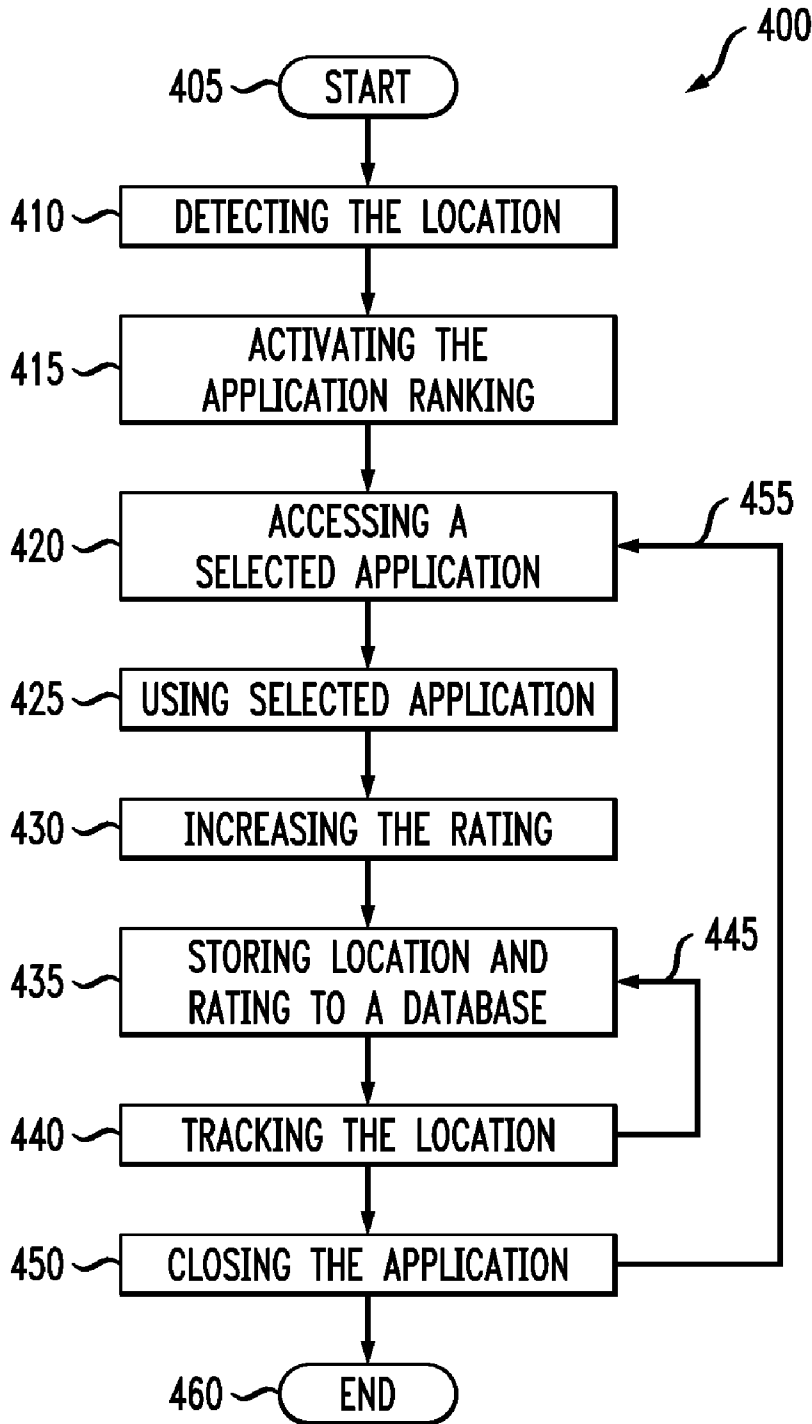 400
405 START
410 DETECTING THE LOCATION
415 ACTIVATING THE
APPLICATION RANKING
420 ACCESSING A
SELECTED APPLICATION
455
425 USING SELECTED APPLICATION
430 INCREASING THE RATING
435 STORING LOCATION AND
RATING TO A DATABASE
445
440 TRACKING THE LOCATION
450 CLOSING THE APPLICATION
460 END